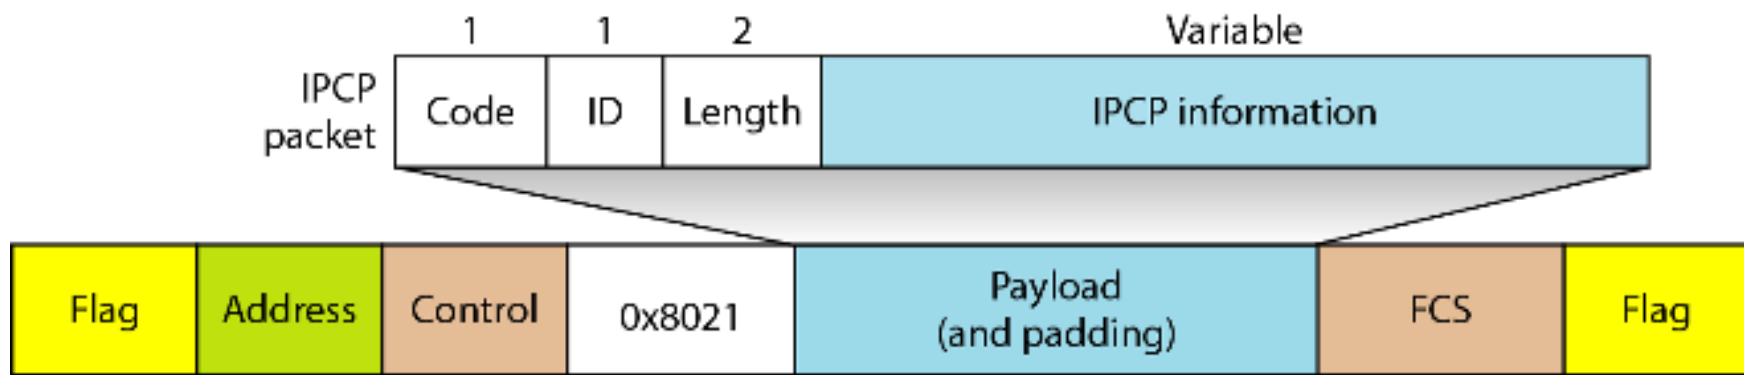 1 1 2 Variable
IPCP
packet
Code ID Length IPCP information
Flag Address Control 0x8021 Payload
(and padding) FCS Flag